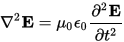 ∇²𝐄 = μ₀ϵ₀ ∂²𝐄/∂t²